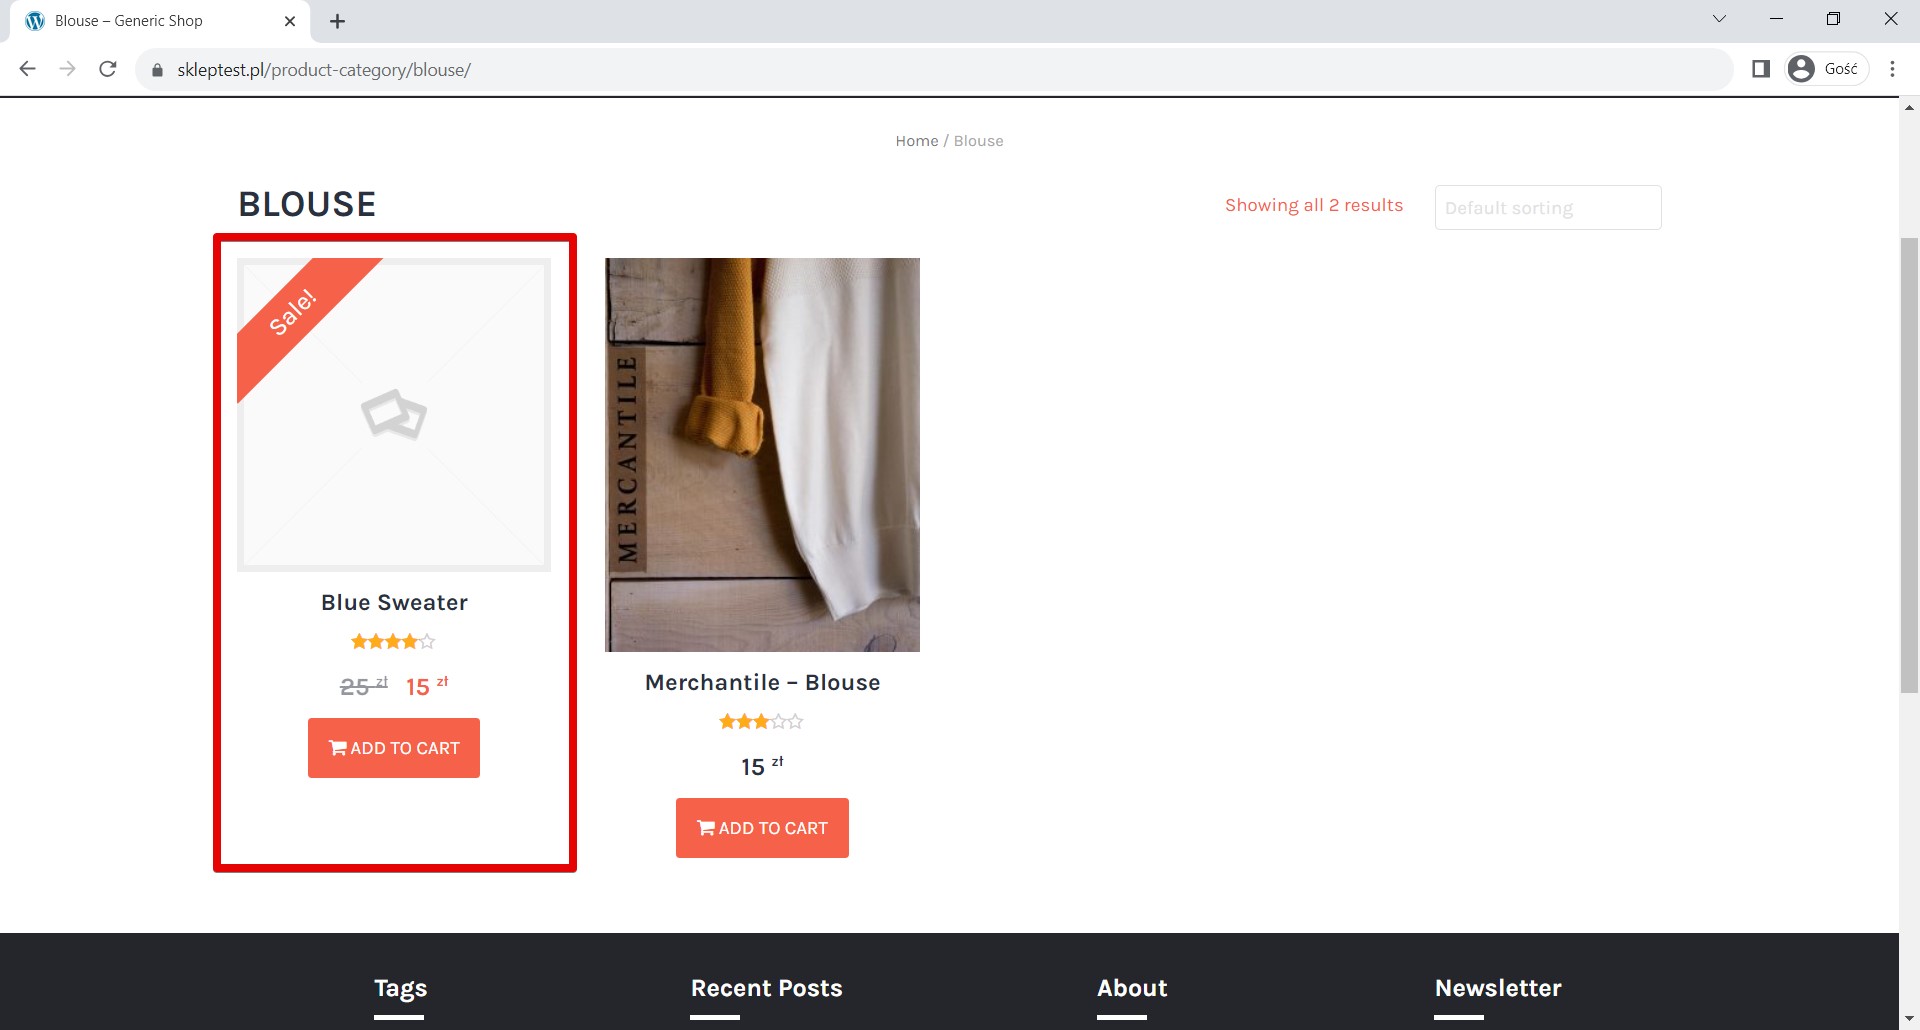 Blouse – Generic Shop
skleptest.pl/product-category/blouse/
Gość
Home / Blouse
BLOUSE
Showing all 2 results
Default sorting
Sale!
Blue Sweater
25 zł 15 zł
ADD TO CART
MERCANTILE
Merchantile – Blouse
15 zł
ADD TO CART
Tags
Recent Posts
About
Newsletter